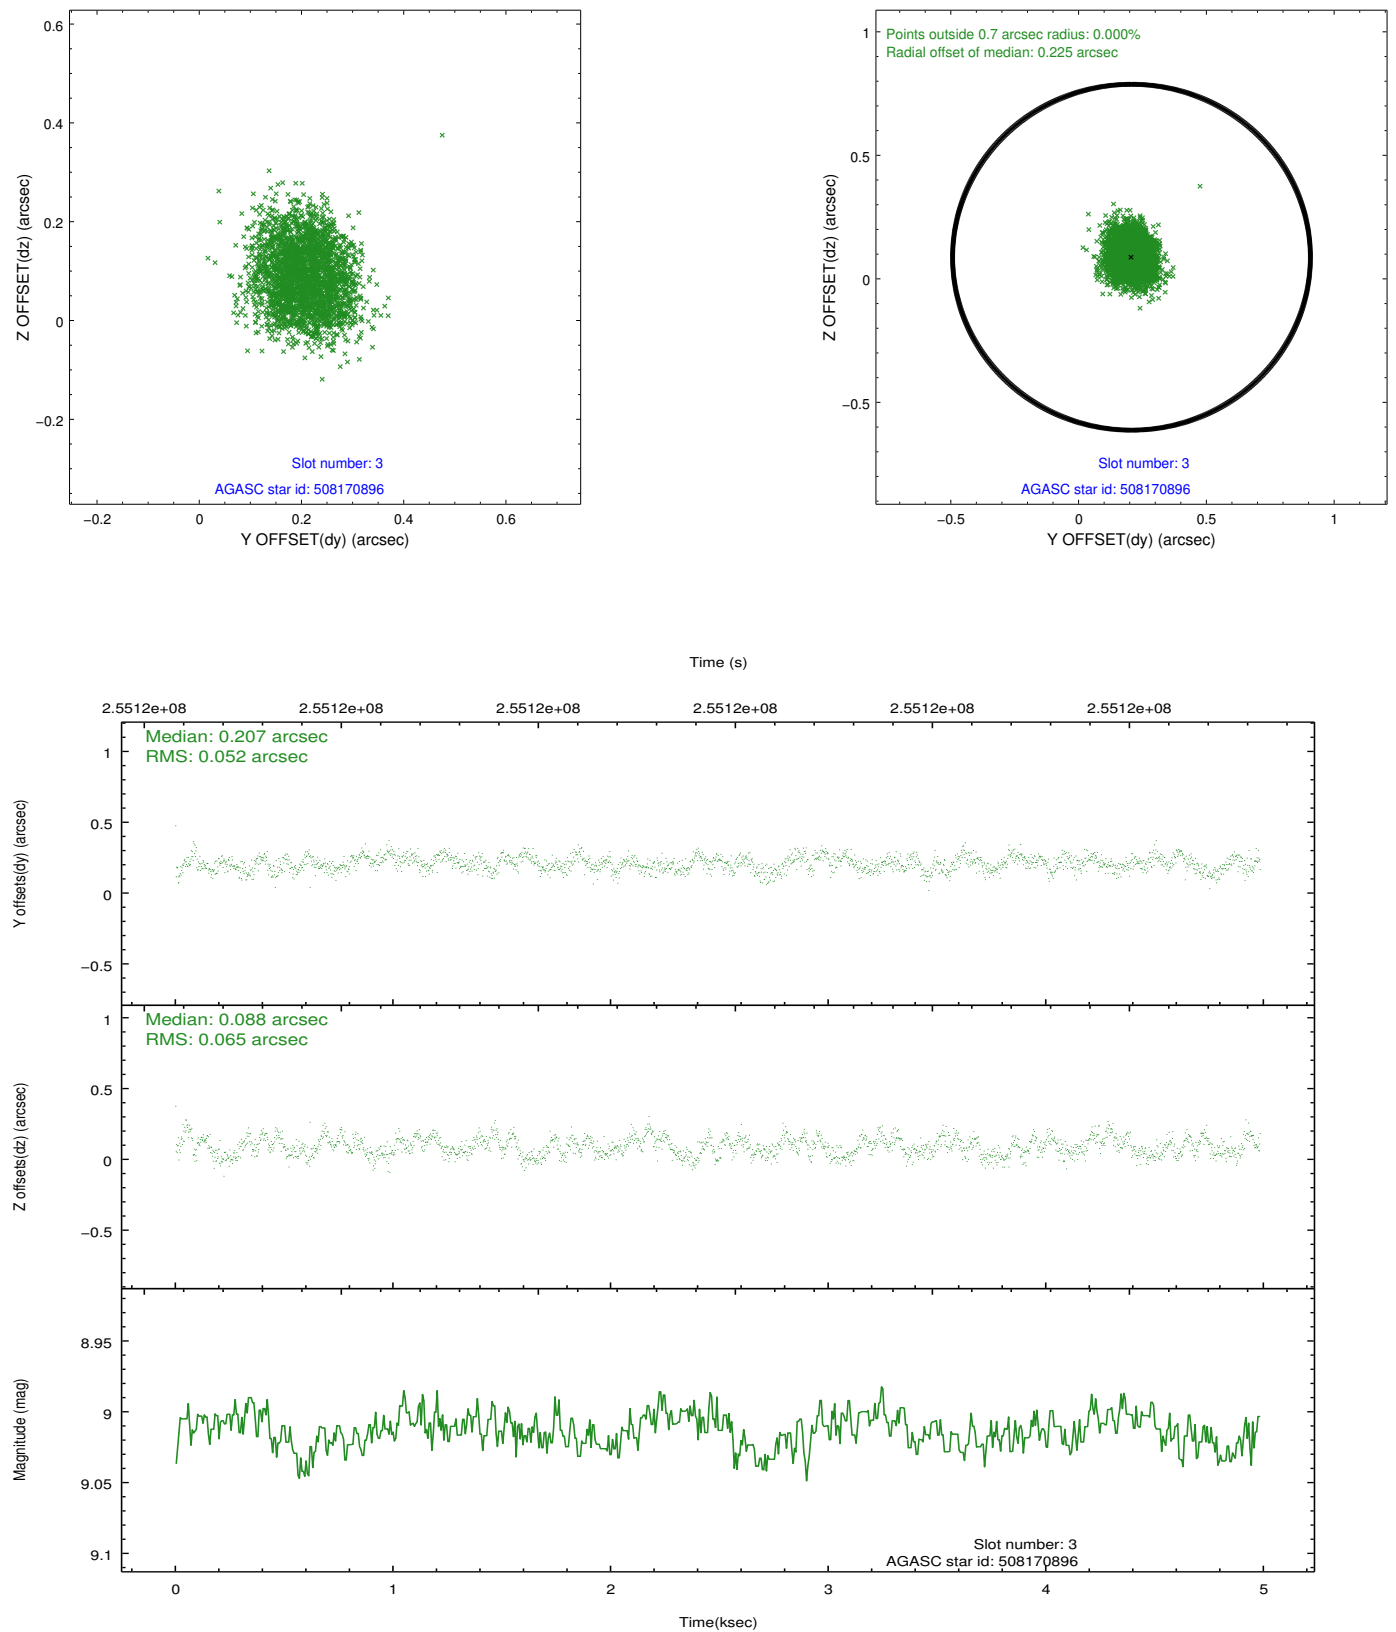 0.6
0.4
0.2
0
−0.2
Z OFFSET(dz) (arcsec)
Slot number: 3
AGASC star id: 508170896
−0.2 0 0.2 0.4 0.6
Y OFFSET(dy) (arcsec)
Points outside 0.7 arcsec radius: 0.000%
Radial offset of median: 0.225 arcsec
1
0.5
0
−0.5
Z OFFSET(dz) (arcsec)
Slot number: 3
AGASC star id: 508170896
−0.5 0 0.5 1
Y OFFSET(dy) (arcsec)
Time (s)
2.5512e+08 2.5512e+08 2.5512e+08 2.5512e+08 2.5512e+08 2.5512e+08
Median: 0.207 arcsec
RMS: 0.052 arcsec
1
0.5
0
−0.5
Y offsets(dy) (arcsec)
Median: 0.088 arcsec
RMS: 0.065 arcsec
1
0.5
0
−0.5
Z offsets(dz) (arcsec)
8.95
9
9.05
9.1
Magnitude (mag)
Slot number: 3
AGASC star id: 508170896
0 1 2 3 4 5
Time(ksec)